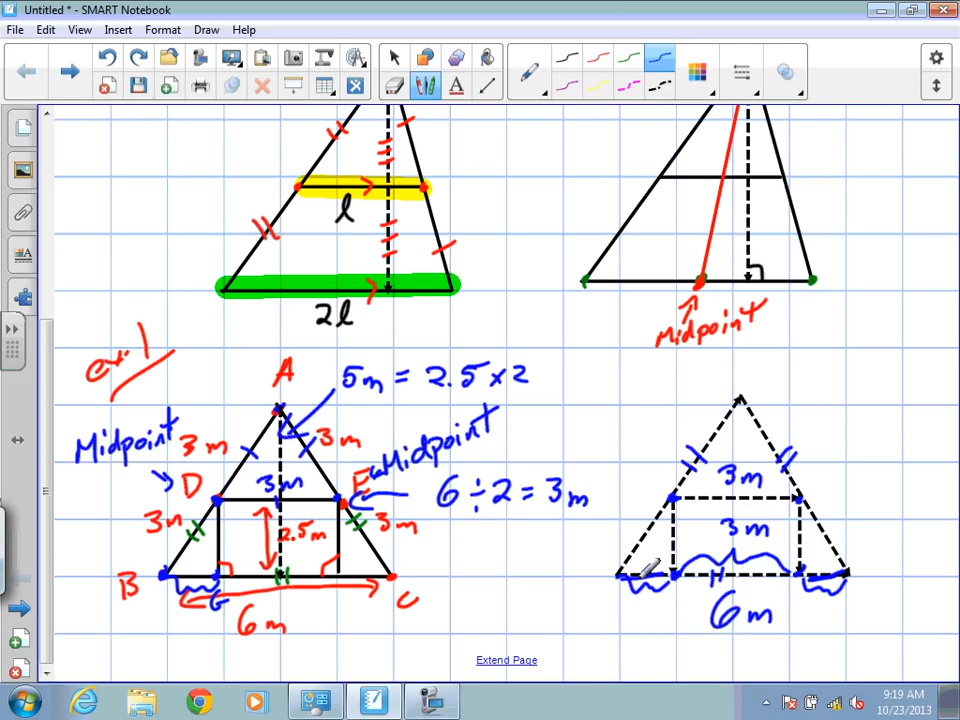 Untitled * - SMART Notebook
File Edit View Insert Format Draw Help
l
2l
Midpoint
ex. 1
A
5m = 2.5 x 2
Midpoint
3m
3m
Midpoint
D
3m
E
6 ÷ 2 = 3m
3m
2.5m
3m
B
G
C
6m
3m
3m
6m
Extend Page
9:19 AM
10/23/2013